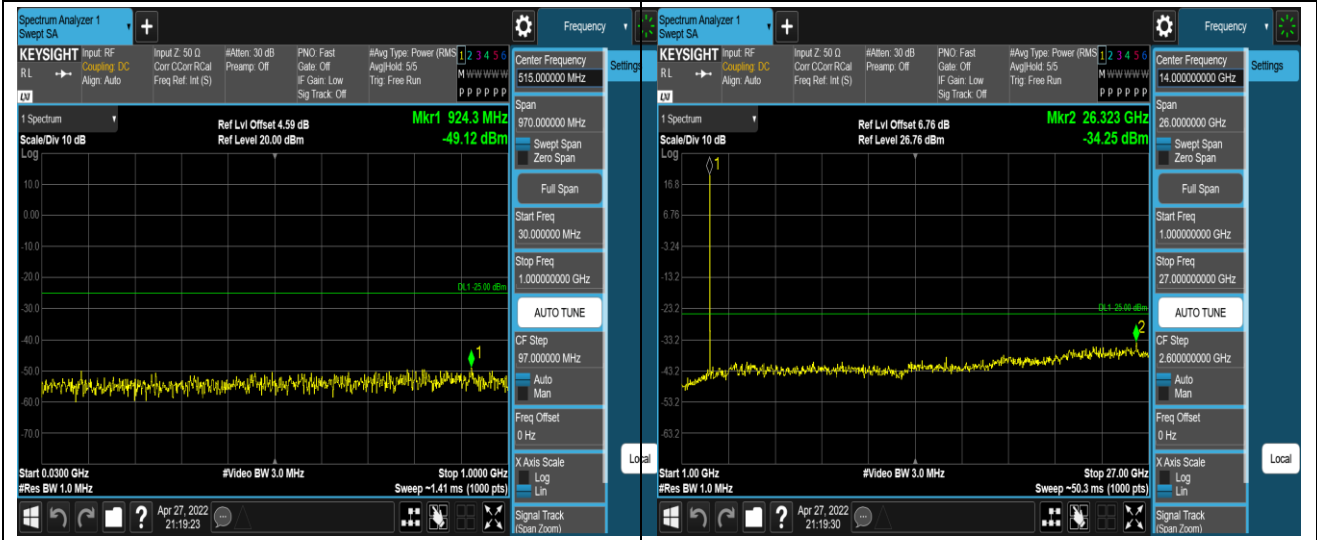 Spectrum Analyzer 1
Swept SA
Frequency
KEYSIGHT
RL
LXI
Input: RF
Coupling: DC
Align: Auto
Input Z: 50 Ω
Corr CCorr RCal
Freq Ref: Int (S)
#Atten: 30 dB
Preamp: Off
PNO: Fast
Gate: Off
IF Gain: Low
Sig Track: Off
#Avg Type: Power (RMS
Avg|Hold: 5/5
Trig: Free Run
1 2 3 4 5 6
M W W W W W
P P P P P P
1 Spectrum
Scale/Div 10 dB
Log
Ref Lvl Offset 4.59 dB
Ref Level 20.00 dBm
Mkr1 924.3 MHz
-49.12 dBm
10.0
0.00
-10.0
-20.0
-30.0
-40.0
-50.0
-60.0
-70.0
DL1 -25.00 dBm
1
Start 0.0300 GHz
#Res BW 1.0 MHz
#Video BW 3.0 MHz
Stop 1.0000 GHz
Sweep ~1.41 ms (1000 pts)
Center Frequency
515.000000 MHz
Settings
Span
970.000000 MHz
Swept Span
Zero Span
Full Span
Start Freq
30.000000 MHz
Stop Freq
1.000000000 GHz
AUTO TUNE
CF Step
97.000000 MHz
Auto
Man
Freq Offset
0 Hz
X Axis Scale
Log
Lin
Local
Signal Track
(Span Zoom)
?
Apr 27, 2022
21:19:23
Spectrum Analyzer 1
Swept SA
Frequency
KEYSIGHT
RL
LXI
Input: RF
Coupling: DC
Align: Auto
Input Z: 50 Ω
Corr CCorr RCal
Freq Ref: Int (S)
#Atten: 30 dB
Preamp: Off
PNO: Fast
Gate: Off
IF Gain: Low
Sig Track: Off
#Avg Type: Power (RMS
Avg|Hold: 5/5
Trig: Free Run
1 2 3 4 5 6
M W W W W W
P P P P P P
1 Spectrum
Scale/Div 10 dB
Log
Ref Lvl Offset 6.76 dB
Ref Level 26.76 dBm
Mkr2 26.323 GHz
-34.25 dBm
1
16.8
6.76
-3.24
-13.2
-23.2
-33.2
-43.2
-53.2
-63.2
DL1 -25.00 dBm
2
Start 1.00 GHz
#Res BW 1.0 MHz
#Video BW 3.0 MHz
Stop 27.00 GHz
Sweep ~50.3 ms (1000 pts)
Center Frequency
14.000000000 GHz
Settings
Span
26.0000000 GHz
Swept Span
Zero Span
Full Span
Start Freq
1.000000000 GHz
Stop Freq
27.000000000 GHz
AUTO TUNE
CF Step
2.600000000 GHz
Auto
Man
Freq Offset
0 Hz
X Axis Scale
Log
Lin
Local
Signal Track
(Span Zoom)
?
Apr 27, 2022
21:19:30